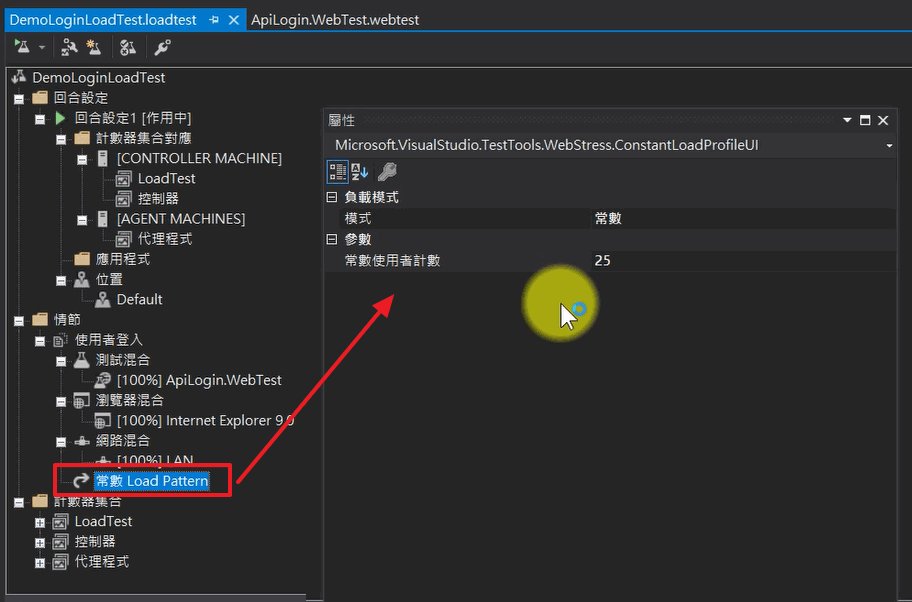 DemoLoginLoadTest.loadtest
ApiLogin.WebTest.webtest
DemoLoginLoadTest
回合設定
回合設定1 [作用中]
計數器集合對應
[CONTROLLER MACHINE]
LoadTest
控制器
[AGENT MACHINES]
代理程式
應用程式
位置
Default
情節
使用者登入
測試混合
[100%] ApiLogin.WebTest
瀏覽器混合
[100%] Internet Explorer 9.0
網路混合
[100%] LAN
常數 Load Pattern
計數器集合
LoadTest
控制器
代理程式
屬性
Microsoft.VisualStudio.TestTools.WebStress.ConstantLoadProfileUI
負載模式
模式 常數
參數
常數使用者計數 25